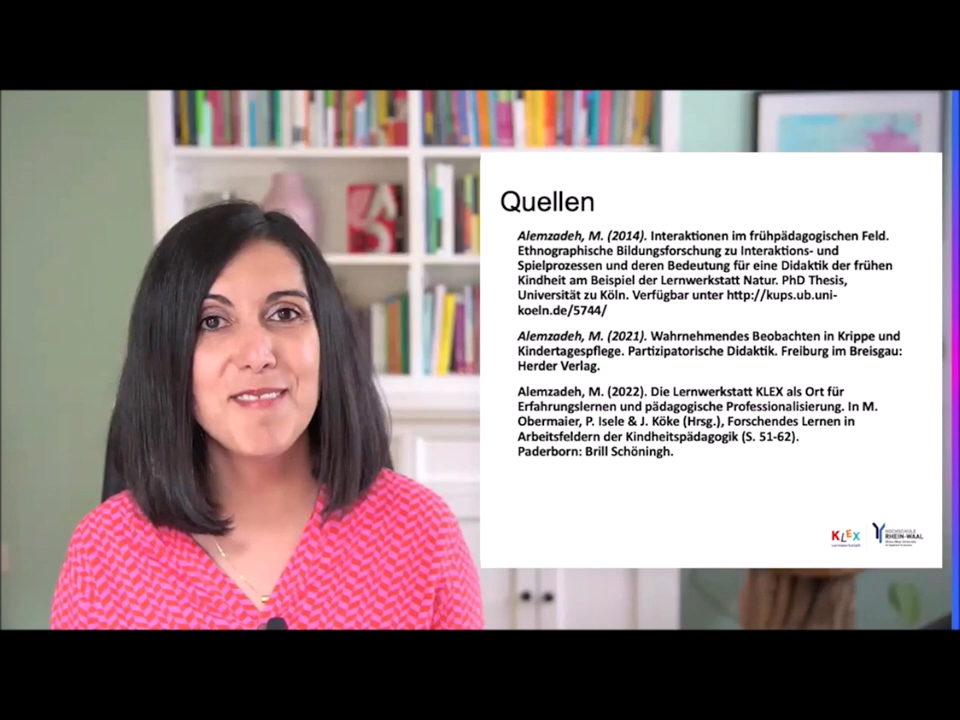 Quellen
Alemzadeh, M. (2014). Interaktionen im frühpädagogischen Feld.
Ethnographische Bildungsforschung zu Interaktions- und
Spielprozessen und deren Bedeutung für eine Didaktik der frühen
Kindheit am Beispiel der Lernwerkstatt Natur. PhD Thesis,
Universität zu Köln. Verfügbar unter http://kups.ub.uni-
koeln.de/5744/
Alemzadeh, M. (2021). Wahrnehmendes Beobachten in Krippe und
Kindertagespflege. Partizipatorische Didaktik. Freiburg im Breisgau:
Herder Verlag.
Alemzadeh, M. (2022). Die Lernwerkstatt KLEX als Ort für
Erfahrungslernen und pädagogische Professionalisierung. In M.
Obermaier, P. Isele & J. Köke (Hrsg.), Forschendes Lernen in
Arbeitsfeldern der Kindheitspädagogik (S. 51-62).
Paderborn: Brill Schöningh.
KLEX
HOCHSCHULE
RHEIN-WAAL